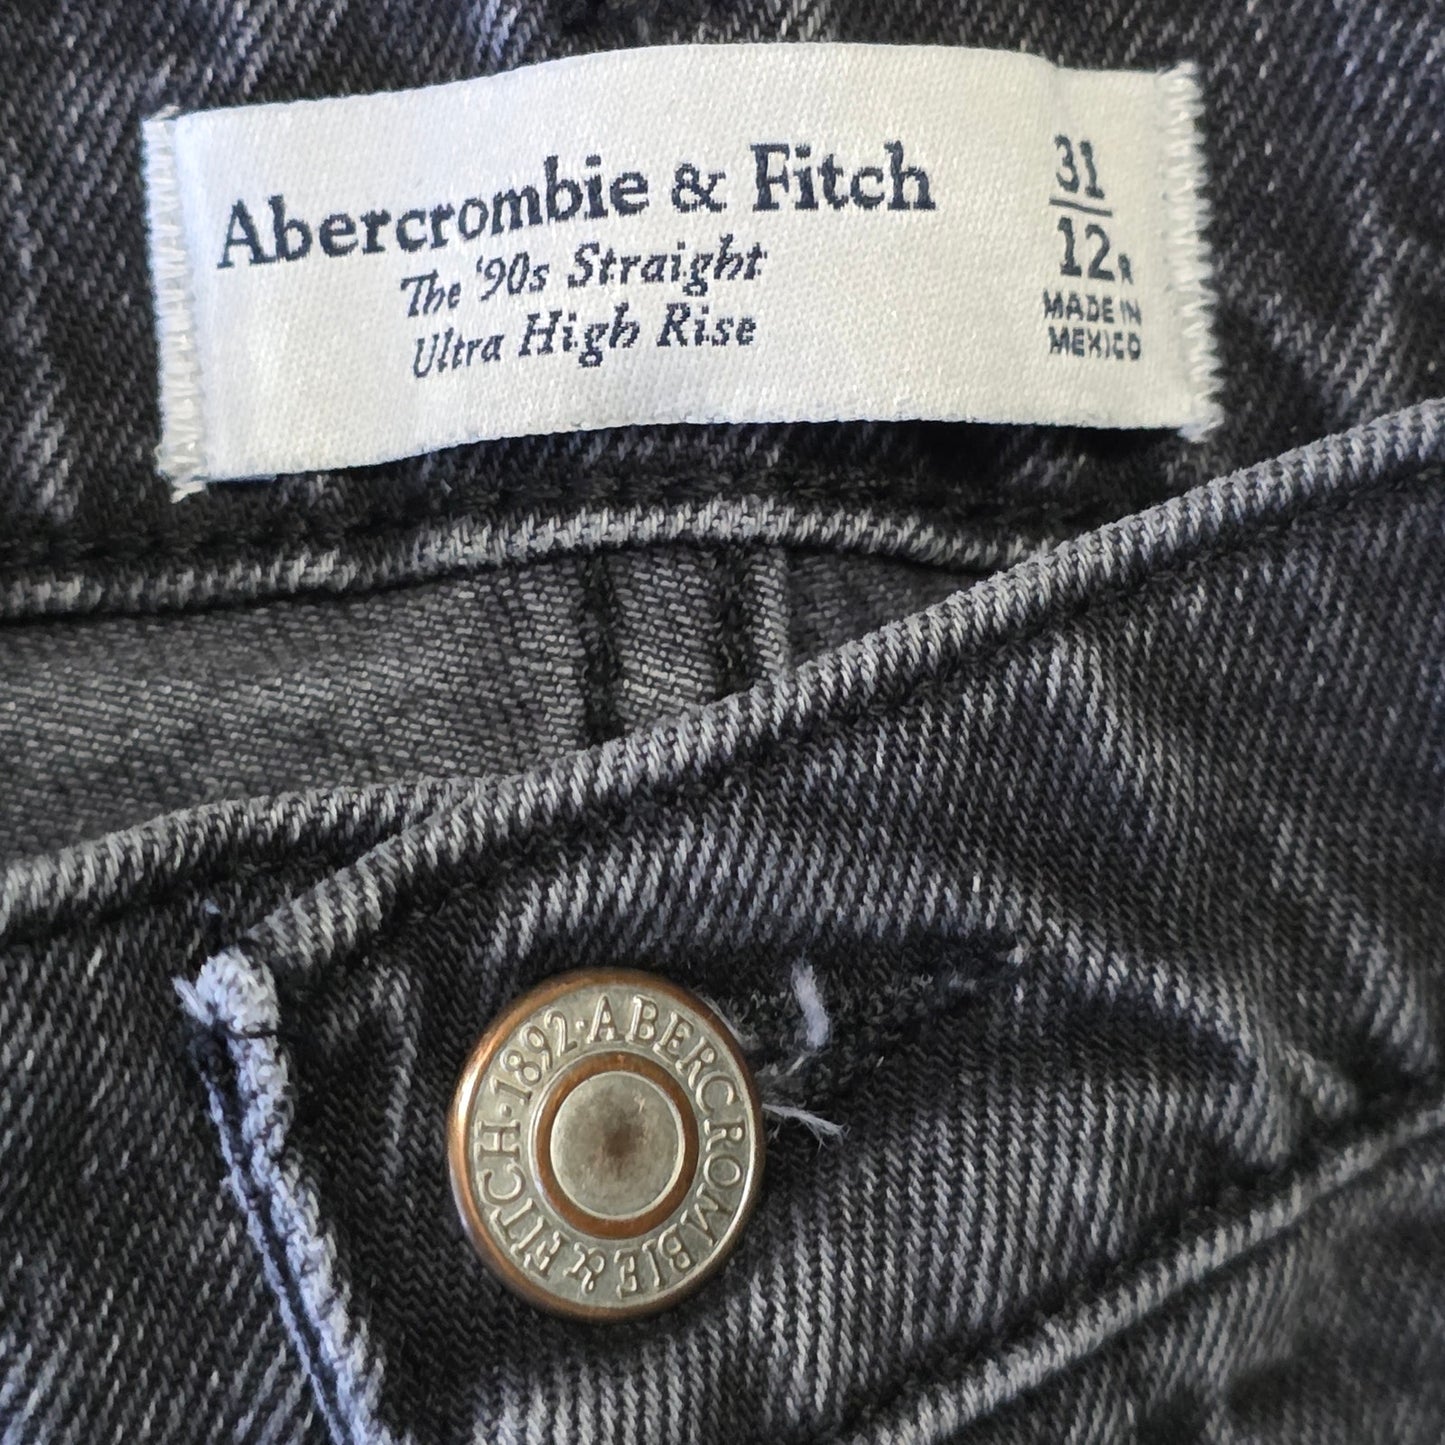 Abercrombie & Fitch
The '90s Straight
Ultra High Rise
31
12R
MADE IN
MEXICO
1892·ABERCROMBIE & FITCH·